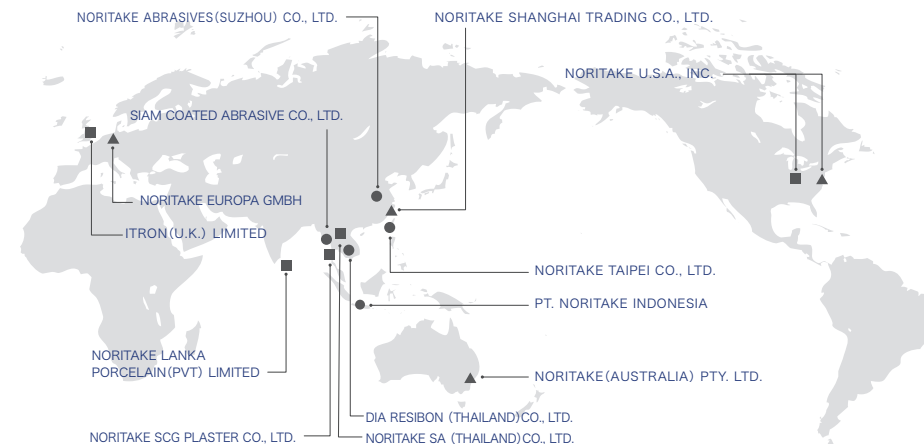 NORITAKE ABRASIVES(SUZHOU) CO., LTD.
NORITAKE SHANGHAI TRADING CO., LTD.
NORITAKE U.S.A., INC.
SIAM COATED ABRASIVE CO., LTD.
NORITAKE EUROPA GMBH
ITRON(U.K.) LIMITED
NORITAKE TAIPEI CO., LTD.
PT. NORITAKE INDONESIA
NORITAKE LANKA
PORCELAIN(PVT) LIMITED
NORITAKE(AUSTRALIA) PTY. LTD.
DIA RESIBON (THAILAND)CO., LTD.
NORITAKE SCG PLASTER CO., LTD.
NORITAKE SA (THAILAND)CO., LTD.